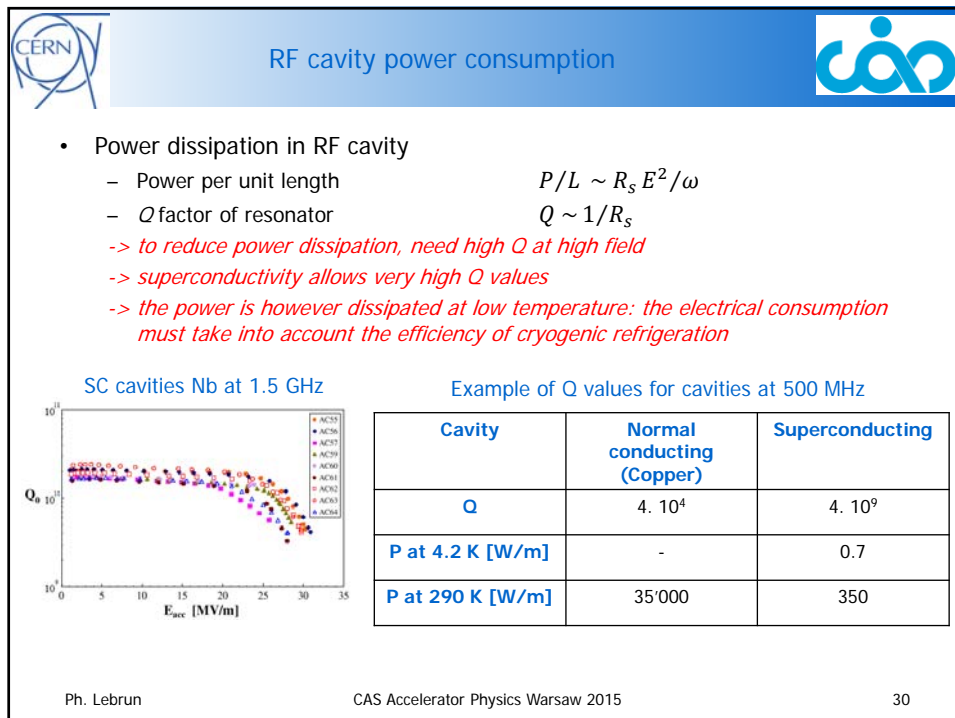 CERN
RF cavity power consumption
• Power dissipation in RF cavity
– Power per unit length P/L ~ Rₛ E²/ω
– Q factor of resonator Q ~ 1/Rₛ
-> to reduce power dissipation, need high Q at high field
-> superconductivity allows very high Q values
-> the power is however dissipated at low temperature: the electrical consumption
must take into account the efficiency of cryogenic refrigeration
SC cavities Nb at 1.5 GHz
10¹¹
Q₀
10¹⁰
10⁹
0 5 10 15 20 25 30 35
E_acc [MV/m]
AC55
AC56
AC57
AC59
AC60
AC61
AC62
AC63
AC64
Example of Q values for cavities at 500 MHz
Cavity Normal conducting (Copper) Superconducting
Q 4. 10⁴ 4. 10⁹
P at 4.2 K [W/m] - 0.7
P at 290 K [W/m] 35'000 350
Ph. Lebrun CAS Accelerator Physics Warsaw 2015 30